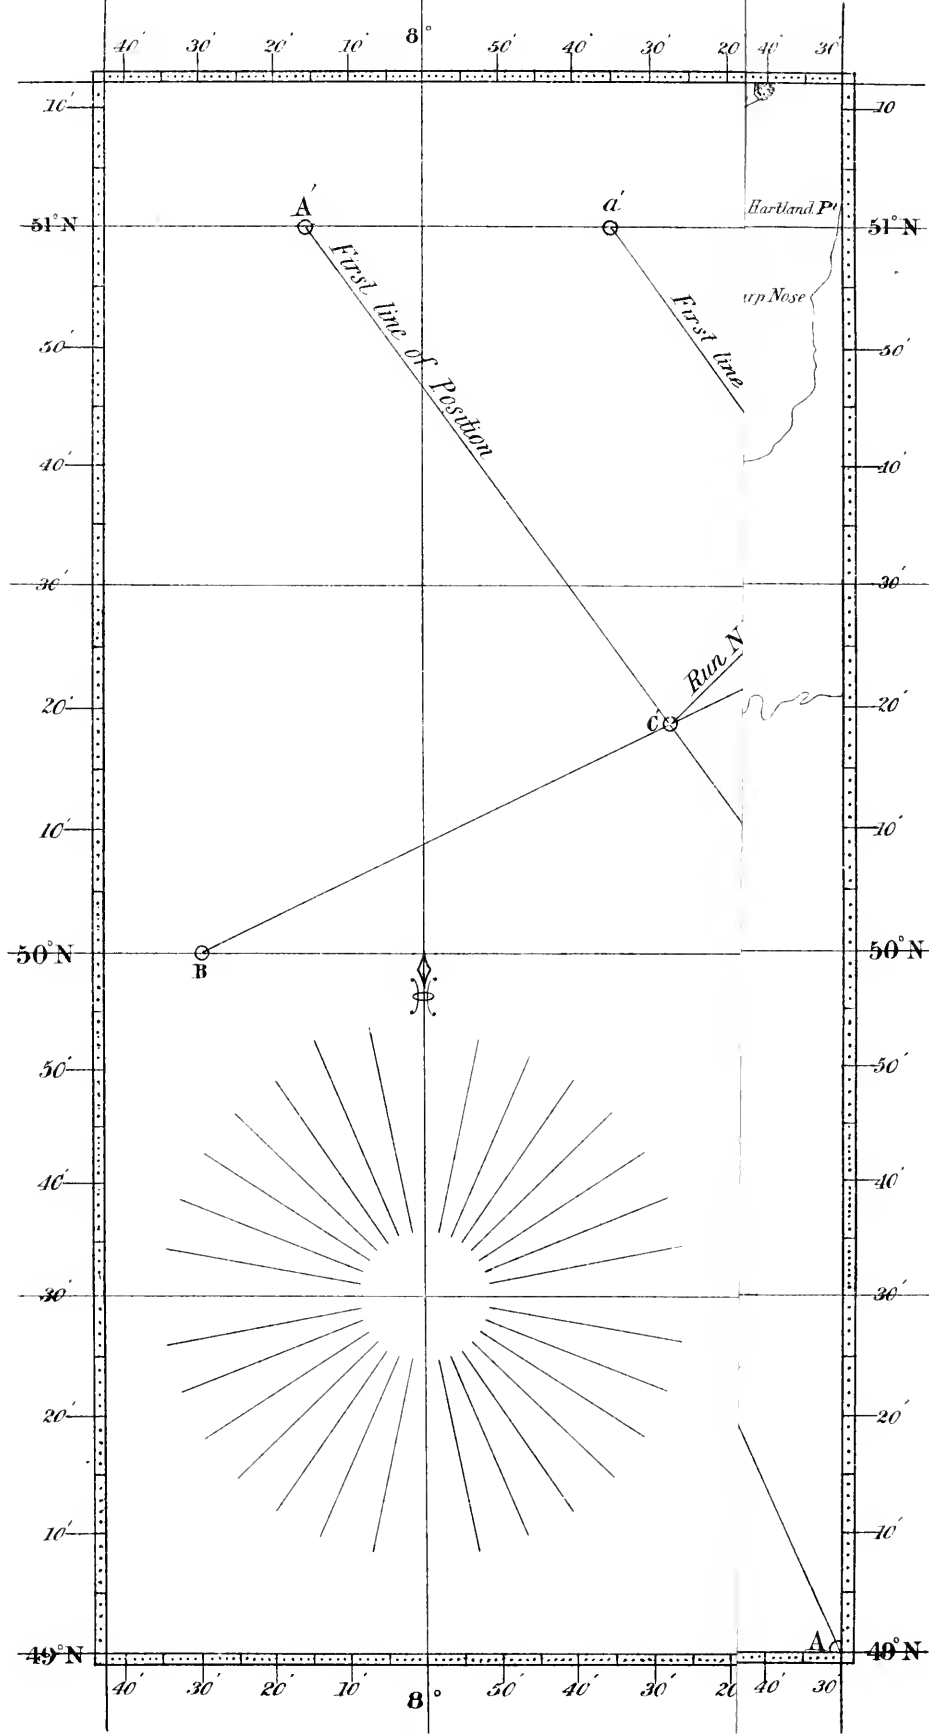 40′ 30′ 20′ 10′ 8° 50′ 40′ 30′ 20 40′ 30′
10′ 10
A′ a′
Hartland Pt
51° N 51° N
First line of Position
First line
arp Nose
50′ 50′
40′ 40′
30′ 30′
Run N
20′ 20′
C′
10′ 10′
50° N 50° N
B
50′ 50′
40′ 40′
30′ 30′
20′ 20′
10′ 10′
A
49° N 49° N
40′ 30′ 20′ 10′ 8° 50′ 40′ 30′ 20 40′ 30′